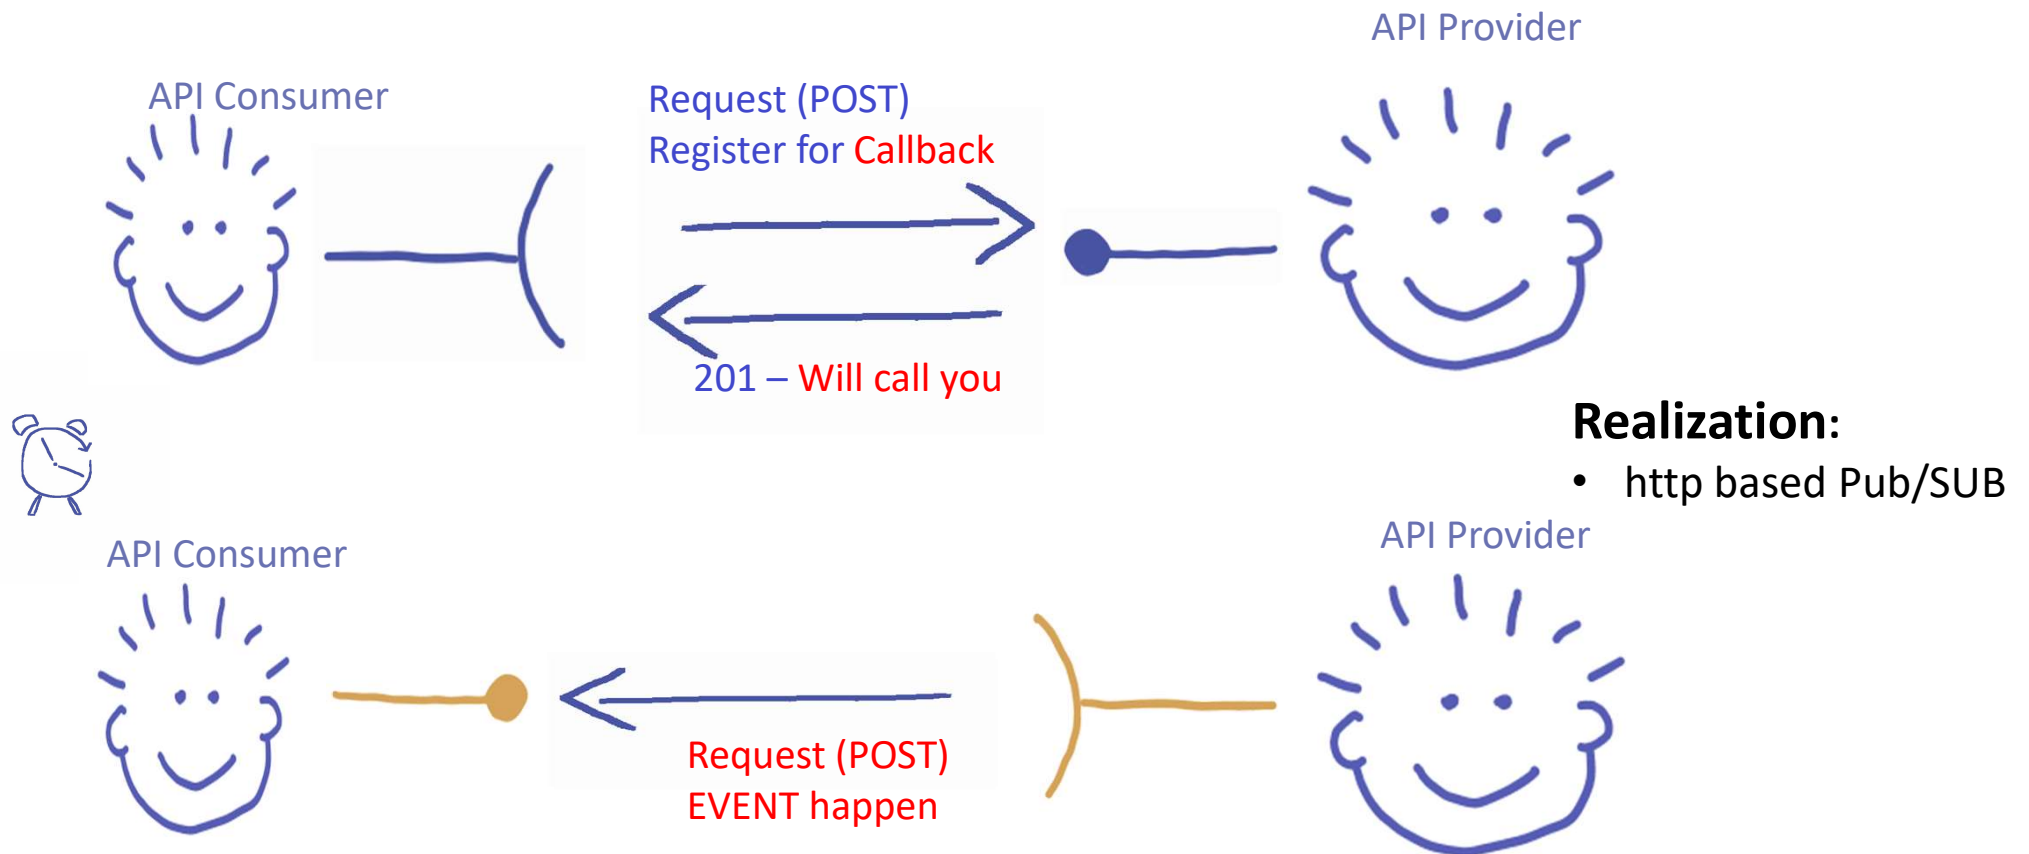 API Provider
API Consumer
Request (POST)
Register for Callback
201 – Will call you
Realization:
• http based Pub/SUB
API Provider
API Consumer
Request (POST)
EVENT happen